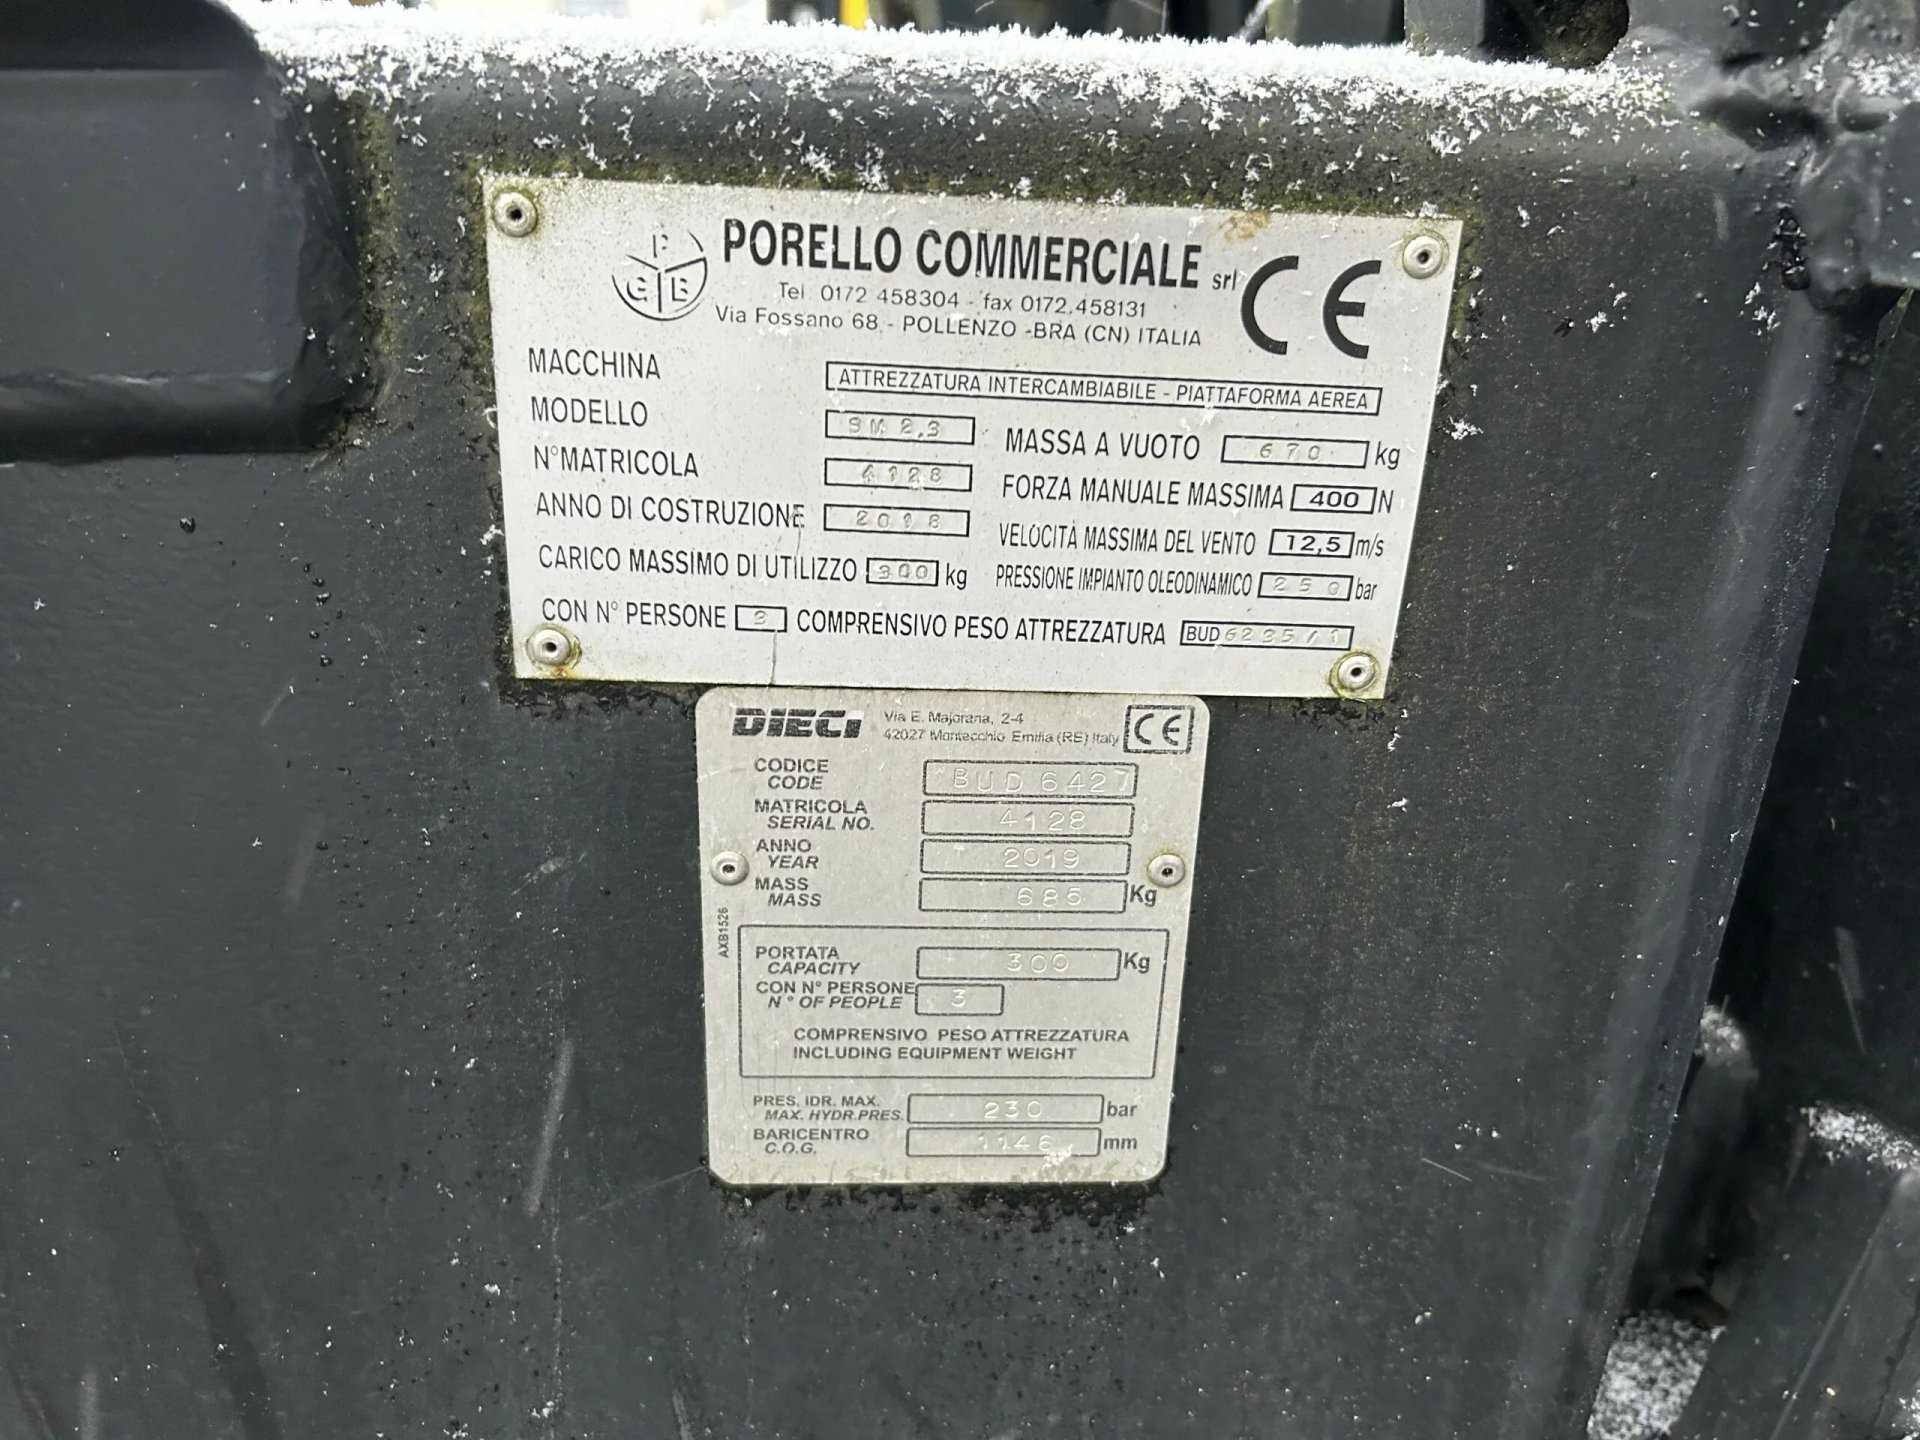 P
C B
PORELLO COMMERCIALE srl
CE
Tel 0172 458304 - fax 0172.458131
Via Fossano 68 - POLLENZO -BRA (CN) ITALIA
MACCHINA ATTREZZATURA INTERCAMBIABILE - PIATTAFORMA AEREA
MODELLO SM 2.3 MASSA A VUOTO 670 kg
N° MATRICOLA 4128 FORZA MANUALE MASSIMA 400 N
ANNO DI COSTRUZIONE 2018 VELOCITÀ MASSIMA DEL VENTO 12,5 m/s
CARICO MASSIMO DI UTILIZZO 300 kg PRESSIONE IMPIANTO OLEODINAMICO 250 bar
CON N° PERSONE 3 COMPRENSIVO PESO ATTREZZATURA BUD6235/1
DIECI
Via E. Majorana, 2-4
42027 Montecchio Emilia (RE) Italy
CE
CODICE
CODE BUD 6427
MATRICOLA
SERIAL NO. 4128
ANNO
YEAR 2019
MASS
MASS 685 Kg
AXB1526
PORTATA
CAPACITY 300 Kg
CON N° PERSONE
N° OF PEOPLE 3
COMPRENSIVO PESO ATTREZZATURA
INCLUDING EQUIPMENT WEIGHT
PRES. IDR. MAX.
MAX. HYDR.PRES. 230 bar
BARICENTRO
C.O.G. 1146 mm